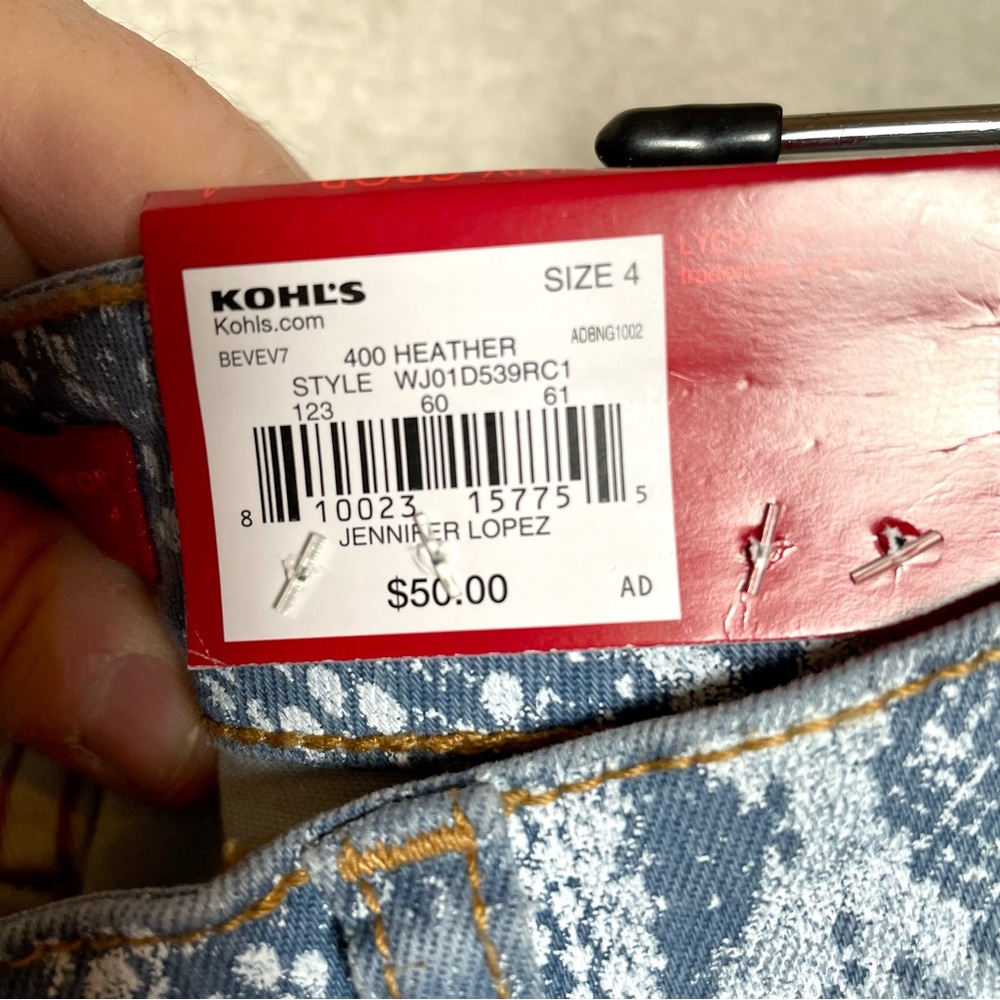 KOHL'S
SIZE 4
Kohls.com
BEVEV7 400 HEATHER ADBNG1002
STYLE WJ01D539RC1
123 60 61
8 10023 15775 5
JENNIFER LOPEZ
$50.00 AD